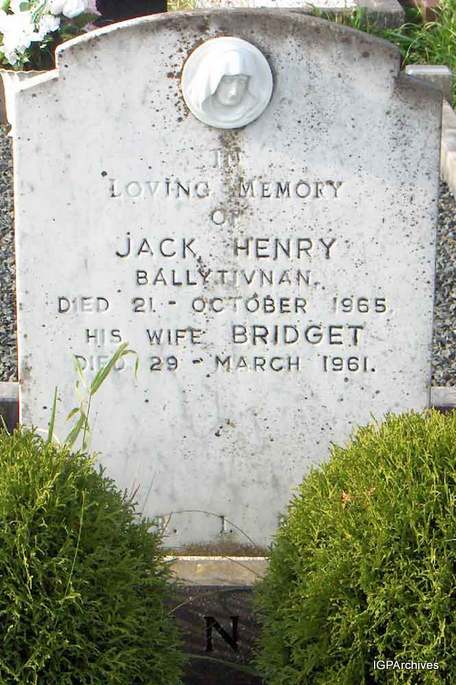 IN
LOVING MEMORY
OF
JACK HENRY
BALLYTIVNAN.
DIED 21 - OCTOBER 1965
HIS WIFE BRIDGET
DIED 29 - MARCH 1961.
N
IGPArchives